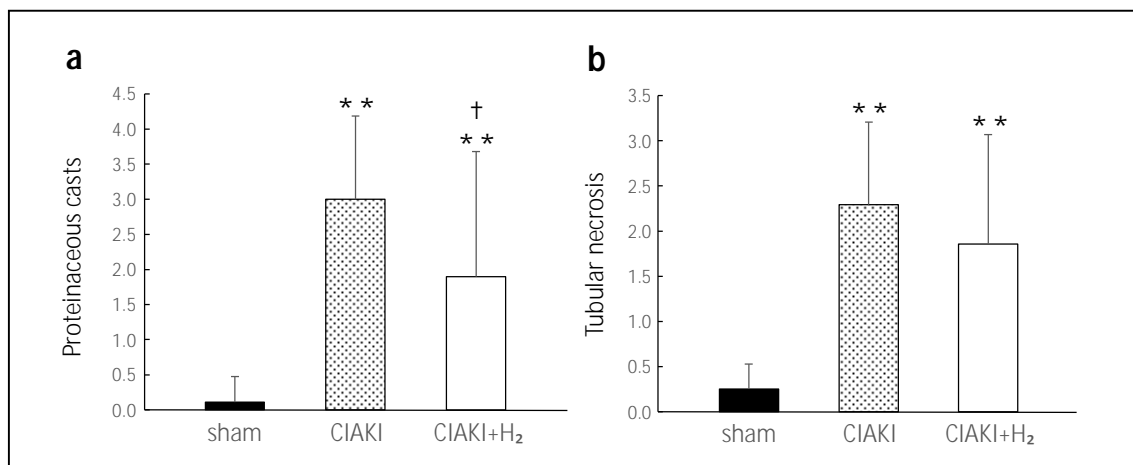 a
Proteinaceous casts
4.5
4.0
3.5
3.0
2.5
2.0
1.5
1.0
0.5
0.0
**
†
**
sham
CIAKI
CIAKI+H₂
b
Tubular necrosis
3.5
3.0
2.5
2.0
1.5
1.0
0.5
0.0
**
**
sham
CIAKI
CIAKI+H₂